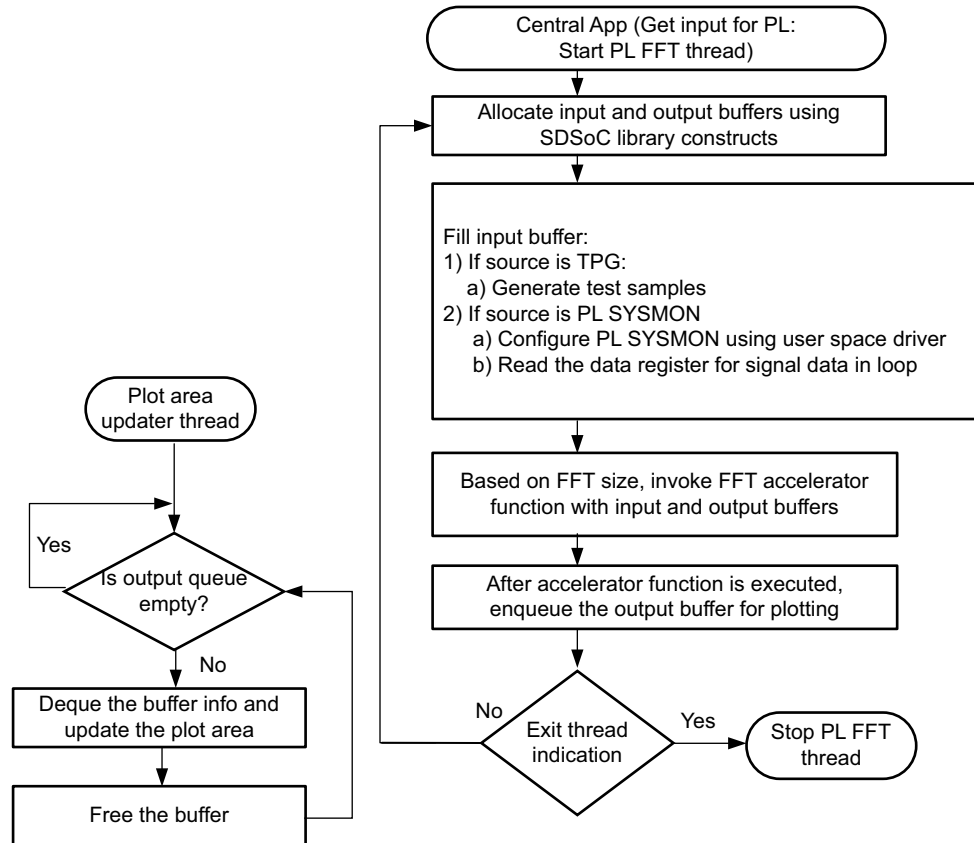 Central App (Get input for PL:
Start PL FFT thread)
Allocate input and output buffers using
SDSoC library constructs
Fill input buffer:
1) If source is TPG:
a) Generate test samples
2) If source is PL SYSMON
a) Configure PL SYSMON using user space driver
b) Read the data register for signal data in loop
Based on FFT size, invoke FFT accelerator
function with input and output buffers
After accelerator function is executed,
enqueue the output buffer for plotting
No
Exit thread
indication
Yes
Stop PL FFT
thread
Plot area
updater thread
Yes
Is output queue
empty?
No
Deque the buffer info and
update the plot area
Free the buffer